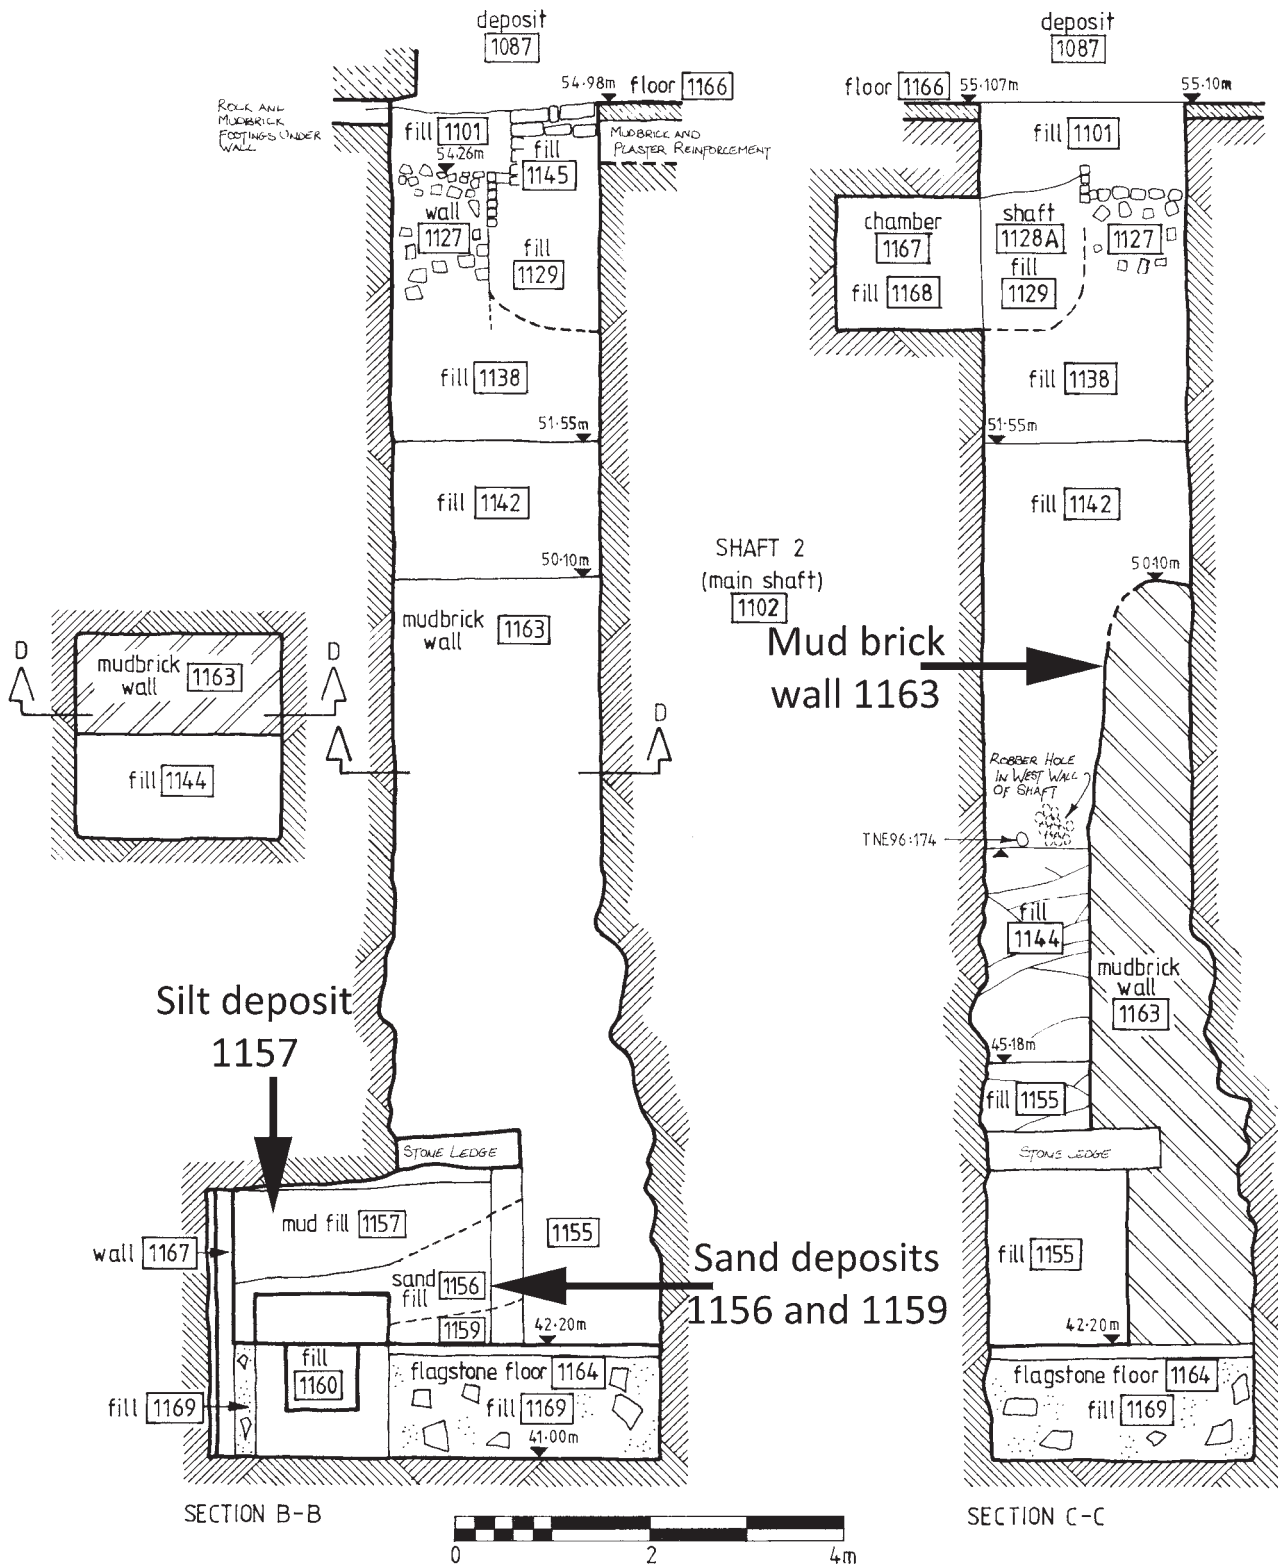 deposit
1087
54.98m
floor 1166
ROCK AND
MUDBRICK
FOOTINGS UNDER
WALL
fill 1101
54.26m
fill
1145
MUDBRICK AND
PLASTER REINFORCEMENT
wall
1127
fill
1129
fill 1138
51.55m
fill 1142
50.10m
mudbrick
wall
1163
D
D
mudbrick
wall
1163
fill 1144
D
Silt deposit
1157
STONE LEDGE
mud fill 1157
wall 1167
1155
sand
fill
1156
1159
42.20m
fill
1160
flagstone floor 1164
fill 1169
fill 1169
41.00m
SECTION B-B
SHAFT 2
(main shaft)
1102
Mud brick
wall 1163
Sand deposits
1156 and 1159
deposit
1087
floor 1166
55.107m
55.10m
fill 1101
chamber
1167
fill 1168
shaft
1128A
fill
1129
1127
fill 1138
51.55m
fill 1142
50.10m
ROBBER HOLE
IN WEST WALL
OF SHAFT
TNE96:174
fill
1144
mudbrick
wall
1163
45.18m
fill 1155
STONE LEDGE
fill 1155
42.20m
flagstone floor 1164
fill 1169
SECTION C-C
0 2 4m